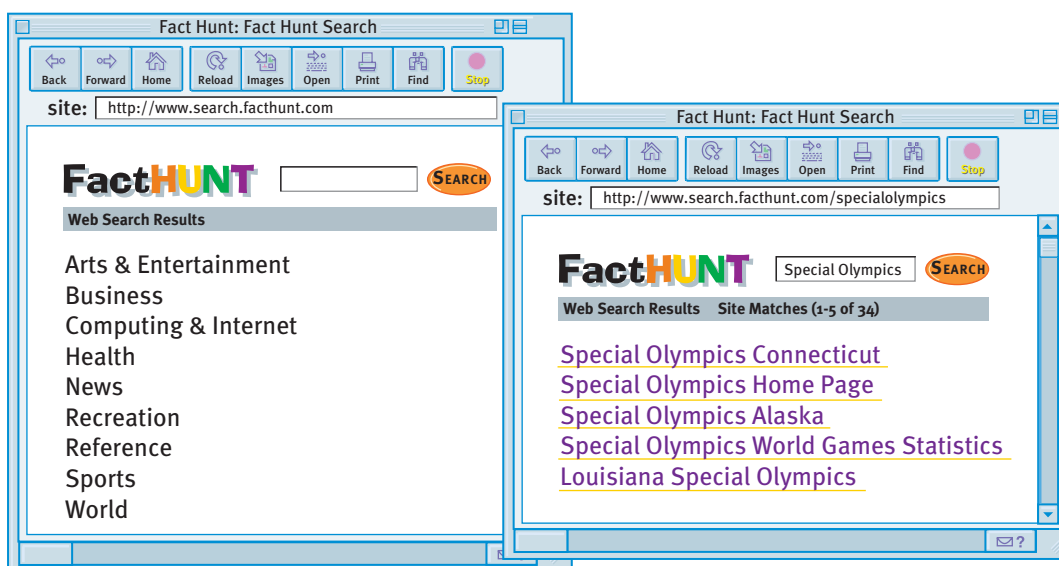 Fact Hunt: Fact Hunt Search
Back Forward Home Reload Images Open Print Find Stop
site: http://www.search.facthunt.com
FactHUNT SEARCH
Web Search Results
Arts & Entertainment
Business
Computing & Internet
Health
News
Recreation
Reference
Sports
World
Fact Hunt: Fact Hunt Search
Back Forward Home Reload Images Open Print Find Stop
site: http://www.search.facthunt.com/specialolympics
FactHUNT Special Olympics SEARCH
Web Search Results Site Matches (1-5 of 34)
Special Olympics Connecticut
Special Olympics Home Page
Special Olympics Alaska
Special Olympics World Games Statistics
Louisiana Special Olympics
?